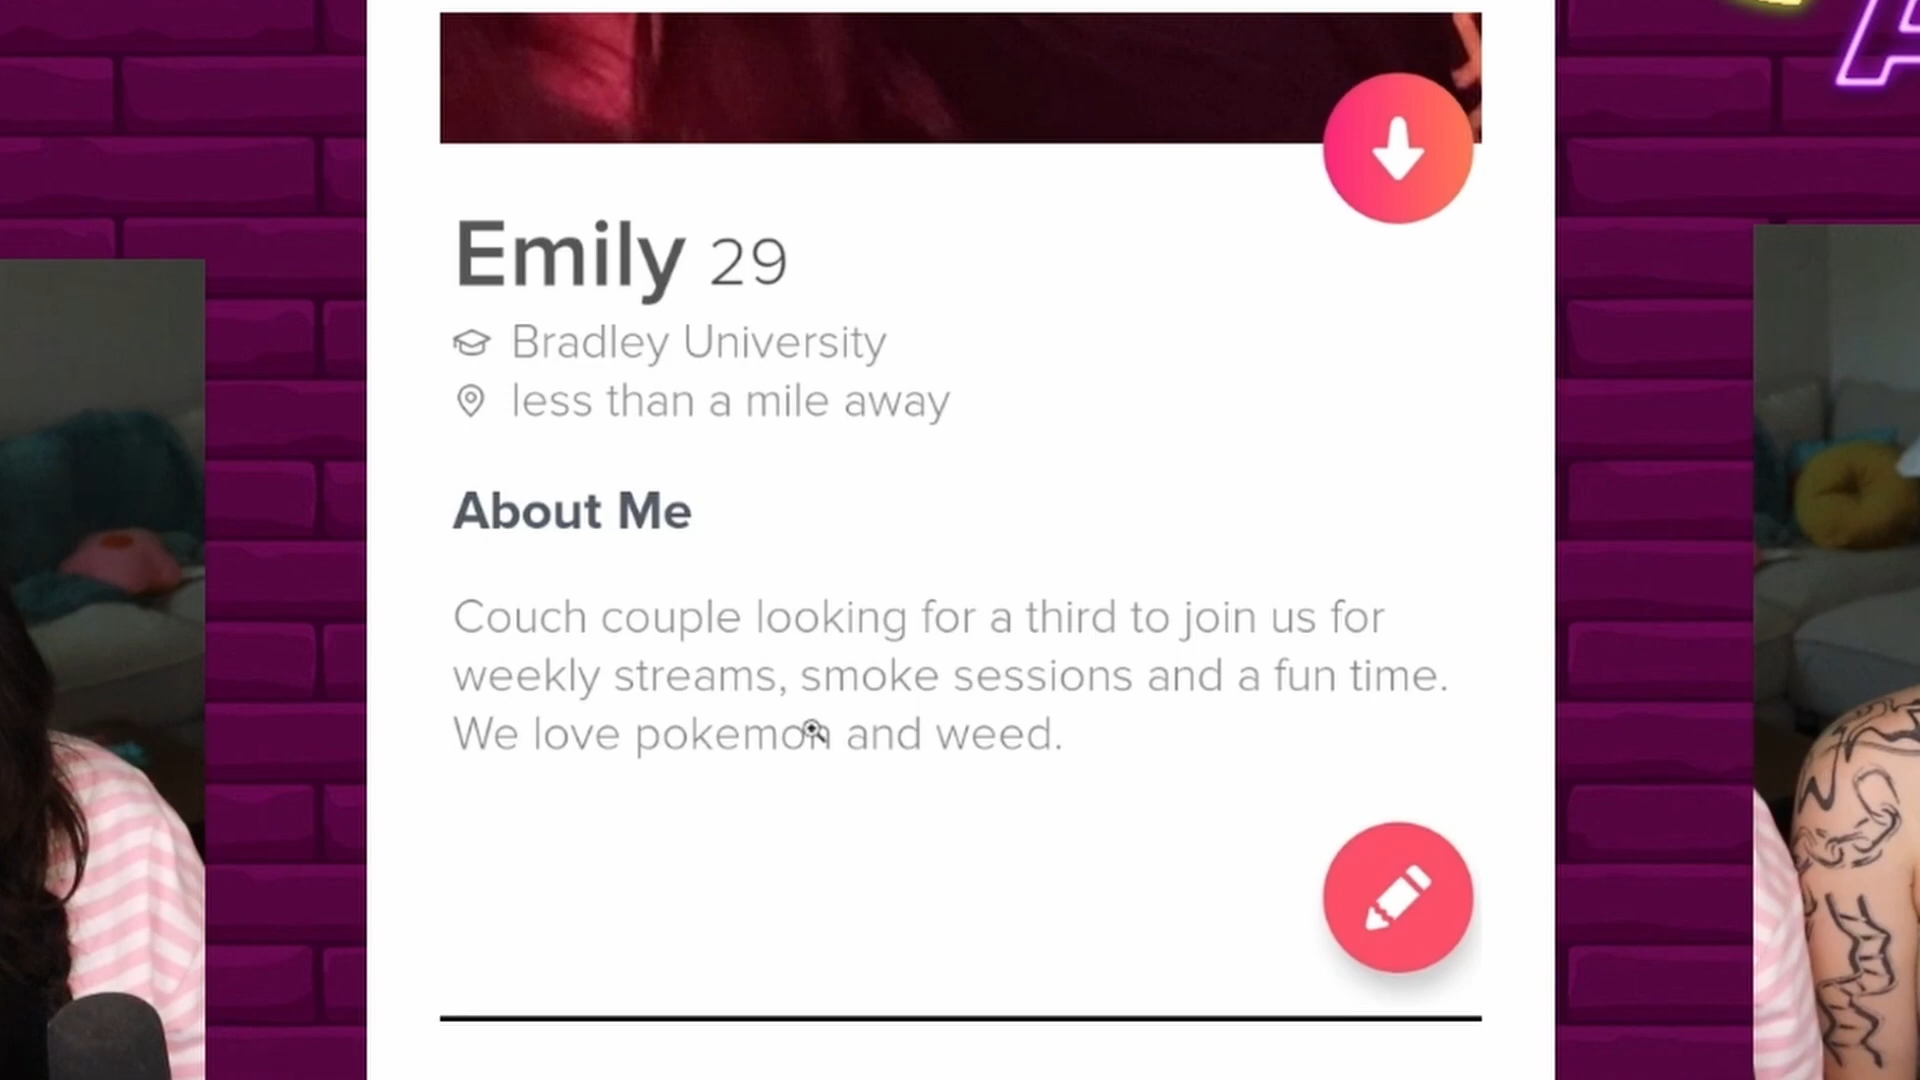 Emily 29
Bradley University
less than a mile away
About Me
Couch couple looking for a third to join us for
weekly streams, smoke sessions and a fun time.
We love pokemon and weed.